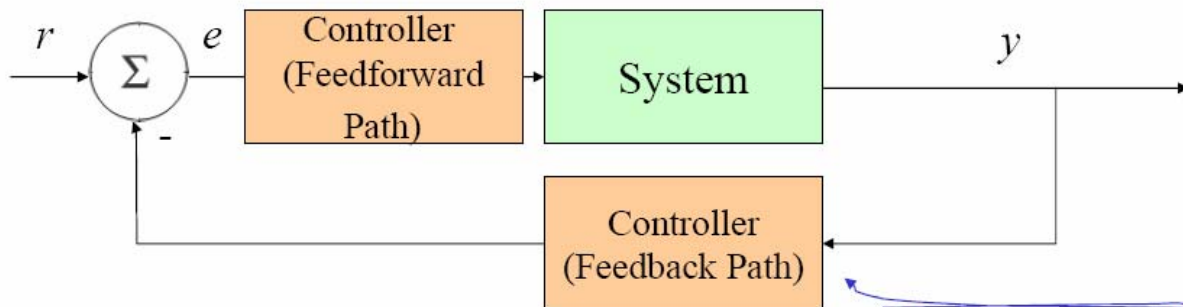 r
Σ
e
Controller
(Feedforward
Path)
System
y
-
Controller
(Feedback Path)